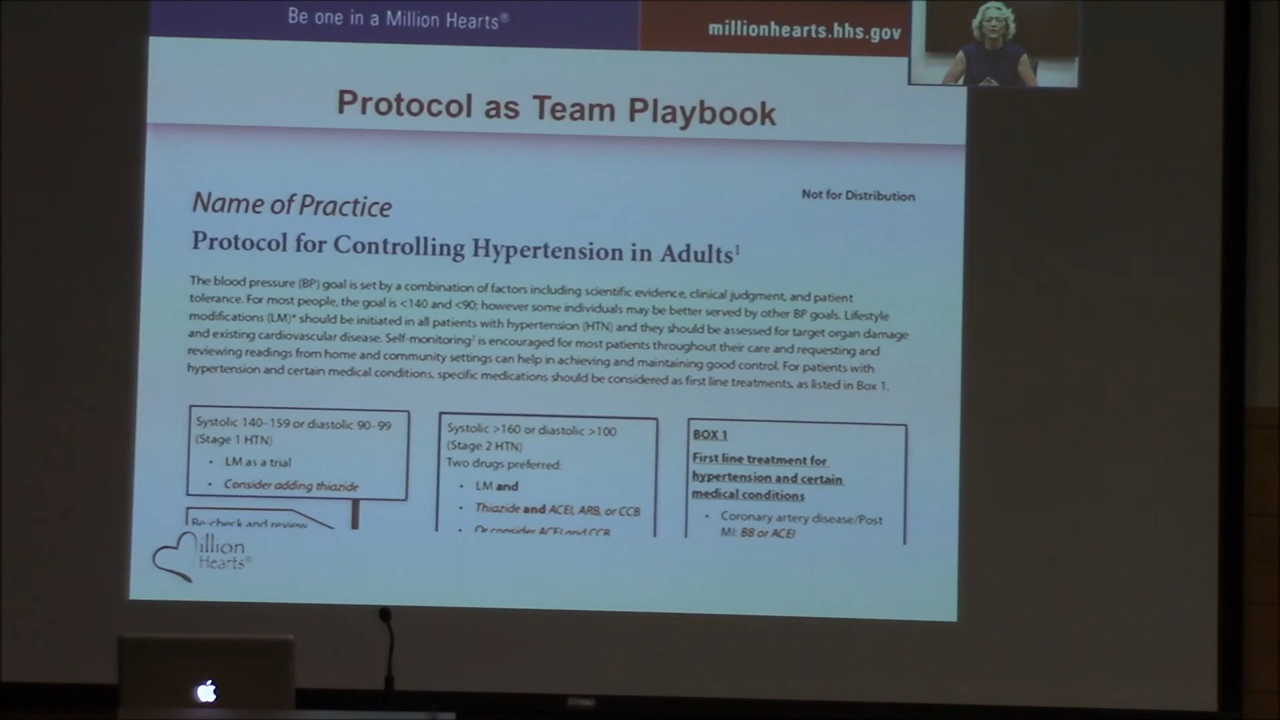 Be one in a Million Hearts®
millionhearts.hhs.gov
Protocol as Team Playbook
Not for Distribution
Name of Practice
Protocol for Controlling Hypertension in Adults¹
The blood pressure (BP) goal is set by a combination of factors including scientific evidence, clinical judgment, and patient
tolerance. For most people, the goal is <140 and <90; however some individuals may be better served by other BP goals. Lifestyle
modifications (LM)* should be initiated in all patients with hypertension (HTN) and they should be assessed for target organ damage
and existing cardiovascular disease. Self-monitoring² is encouraged for most patients throughout their care and requesting and
reviewing readings from home and community settings can help in achieving and maintaining good control. For patients with
hypertension and certain medical conditions, specific medications should be considered as first line treatments, as listed in Box 1.
Systolic 140–159 or diastolic 90–99
(Stage 1 HTN)
• LM as a trial
• Consider adding thiazide
Re-check and review
Systolic >160 or diastolic >100
(Stage 2 HTN)
Two drugs preferred:
• LM and
• Thiazide and ACEI, ARB, or CCB
• Or consider ACEI and CCB
BOX 1
First line treatment for
hypertension and certain
medical conditions
• Coronary artery disease/Post
MI: BB or ACEI
Million
Hearts®